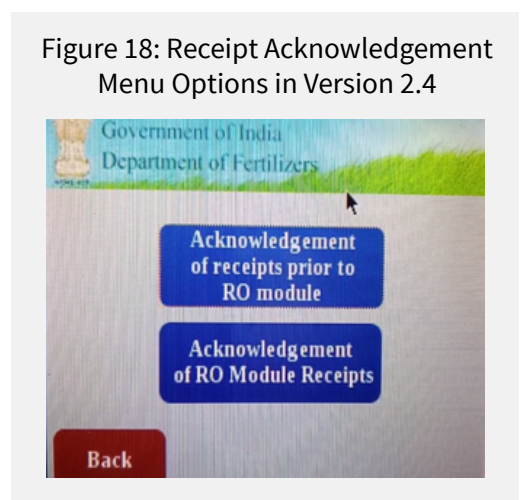 Figure 18: Receipt Acknowledgement
Menu Options in Version 2.4
Government of India
Department of Fertilizers
Acknowledgement
of receipts prior to
RO module
Acknowledgement
of RO Module Receipts
Back